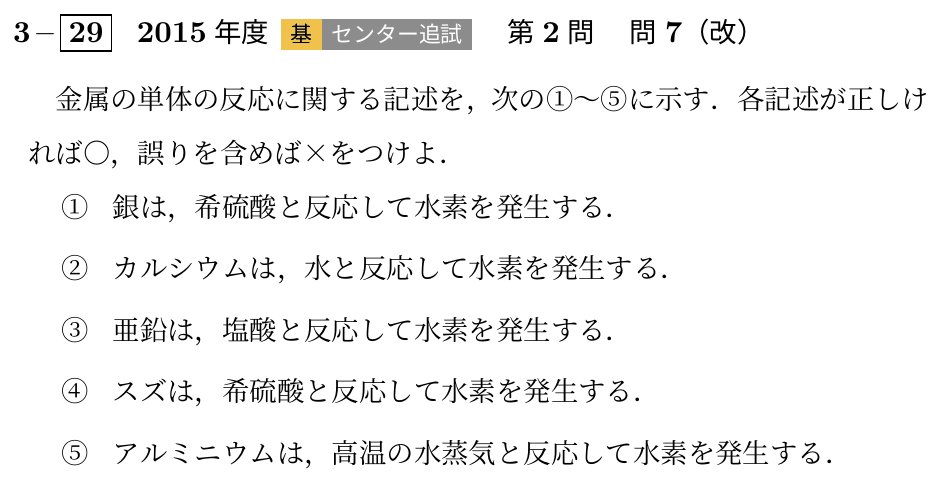 3－29 2015 年度 基 センター追試 第 2 問 問 7（改）
金属の単体の反応に関する記述を，次の①～⑤に示す．各記述が正しけ
れば○，誤りを含めば×をつけよ．
① 銀は，希硫酸と反応して水素を発生する．
② カルシウムは，水と反応して水素を発生する．
③ 亜鉛は，塩酸と反応して水素を発生する．
④ スズは，希硫酸と反応して水素を発生する．
⑤ アルミニウムは，高温の水蒸気と反応して水素を発生する．